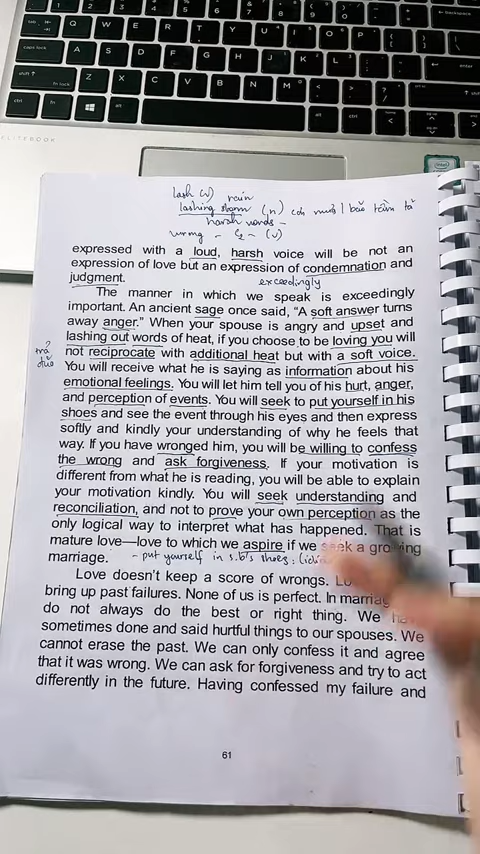 lash (v) rain
lashing storm (n) cơn mưa / bão
harsh words -
wrong - (v)
expressed with a loud, harsh voice will be not an
expression of love but an expression of condemnation and
judgment.
exceedingly
The manner in which we speak is exceedingly
important. An ancient sage once said, "A soft answer turns
away anger." When your spouse is angry and upset and
lashing out words of heat, if you choose to be loving you will
trả đũa
not reciprocate with additional heat but with a soft voice.
You will receive what he is saying as information about his
emotional feelings. You will let him tell you of his hurt, anger,
and perception of events. You will seek to put yourself in his
shoes and see the event through his eyes and then express
softly and kindly your understanding of why he feels that
way. If you have wronged him, you will be willing to confess
the wrong and ask forgiveness. If your motivation is
different from what he is reading, you will be able to explain
your motivation kindly. You will seek understanding and
reconciliation, and not to prove your own perception as the
only logical way to interpret what has happened. That is
mature love—love to which we aspire if we seek a growing
marriage.
- put yourself in s.b's shoes:
Love doesn't keep a score of wrongs.
bring up past failures. None of us is perfect. In
do not always do the best or right thing. We
sometimes done and said hurtful things to our spouses. We
cannot erase the past. We can only confess it and agree
that it was wrong. We can ask for forgiveness and try to act
differently in the future. Having confessed my failure and
61
ELITEBOOK